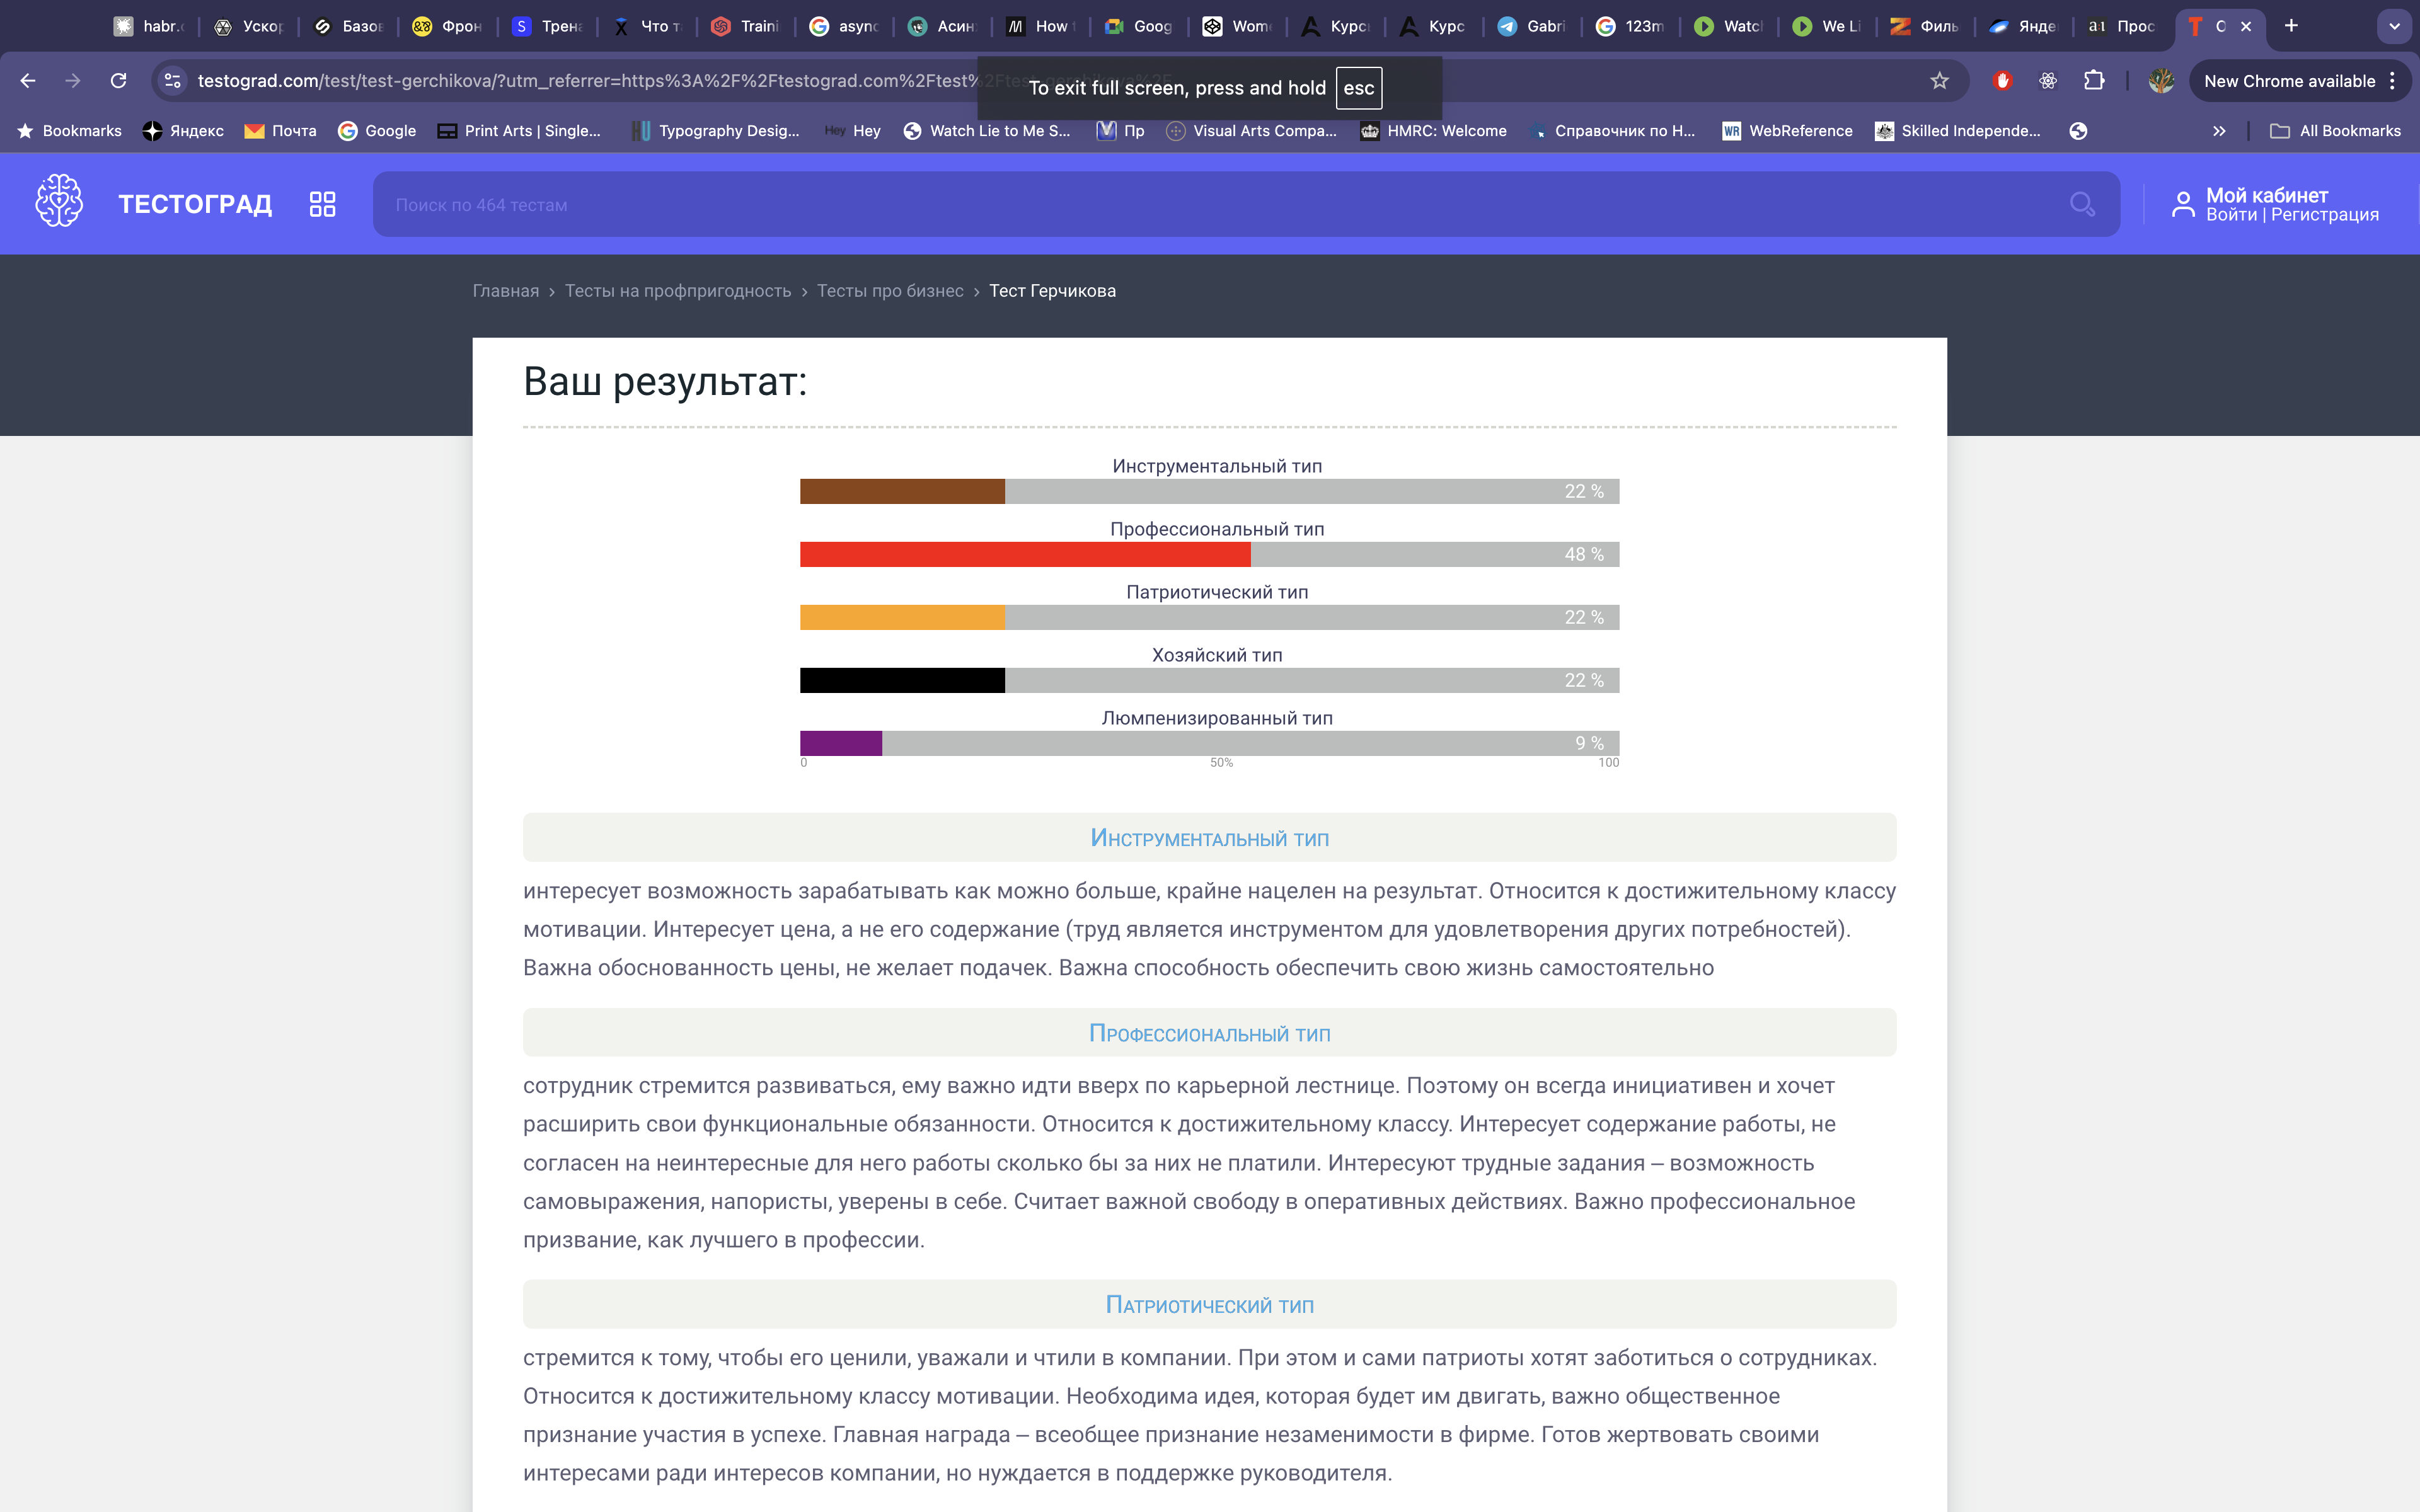 habr.
Уско
Базов
Фрон
S Трена
Что т
Traini
async
Асин
How
Goog
Wom
Курс
Курс
Gabri
123m
Watc
We Li
Филь
Янде
Прос
testograd.com/test/test-gerchikova/?utm_referrer=https%3A%2F%2Ftestograd.com%2Ftest%2Ftest-gerchikova%2F
To exit full screen, press and hold esc
New Chrome available
Bookmarks
Яндекс
Почта
Google
Print Arts | Single...
Typography Desig...
Hey Hey
Watch Lie to Me S...
Пр
Visual Arts Compa...
HMRC: Welcome
Справочник по Н...
WR WebReference
Skilled Independe...
»
All Bookmarks
ТЕСТОГРАД
Поиск по 464 тестам
Мой кабинет
Войти | Регистрация
Главная › Тесты на профпригодность › Тесты про бизнес › Тест Герчикова
Ваш результат:
Инструментальный тип
22 %
Профессиональный тип
48 %
Патриотический тип
22 %
Хозяйский тип
22 %
Люмпенизированный тип
9 %
0 50% 100
Инструментальный тип
интересует возможность зарабатывать как можно больше, крайне нацелен на результат. Относится к достижительному классу
мотивации. Интересует цена, а не его содержание (труд является инструментом для удовлетворения других потребностей).
Важна обоснованность цены, не желает подачек. Важна способность обеспечить свою жизнь самостоятельно
Профессиональный тип
сотрудник стремится развиваться, ему важно идти вверх по карьерной лестнице. Поэтому он всегда инициативен и хочет
расширить свои функциональные обязанности. Относится к достижительному классу. Интересует содержание работы, не
согласен на неинтересные для него работы сколько бы за них не платили. Интересуют трудные задания – возможность
самовыражения, напористы, уверены в себе. Считает важной свободу в оперативных действиях. Важно профессиональное
призвание, как лучшего в профессии.
Патриотический тип
стремится к тому, чтобы его ценили, уважали и чтили в компании. При этом и сами патриоты хотят заботиться о сотрудниках.
Относится к достижительному классу мотивации. Необходима идея, которая будет им двигать, важно общественное
признание участия в успехе. Главная награда – всеобщее признание незаменимости в фирме. Готов жертвовать своими
интересами ради интересов компании, но нуждается в поддержке руководителя.